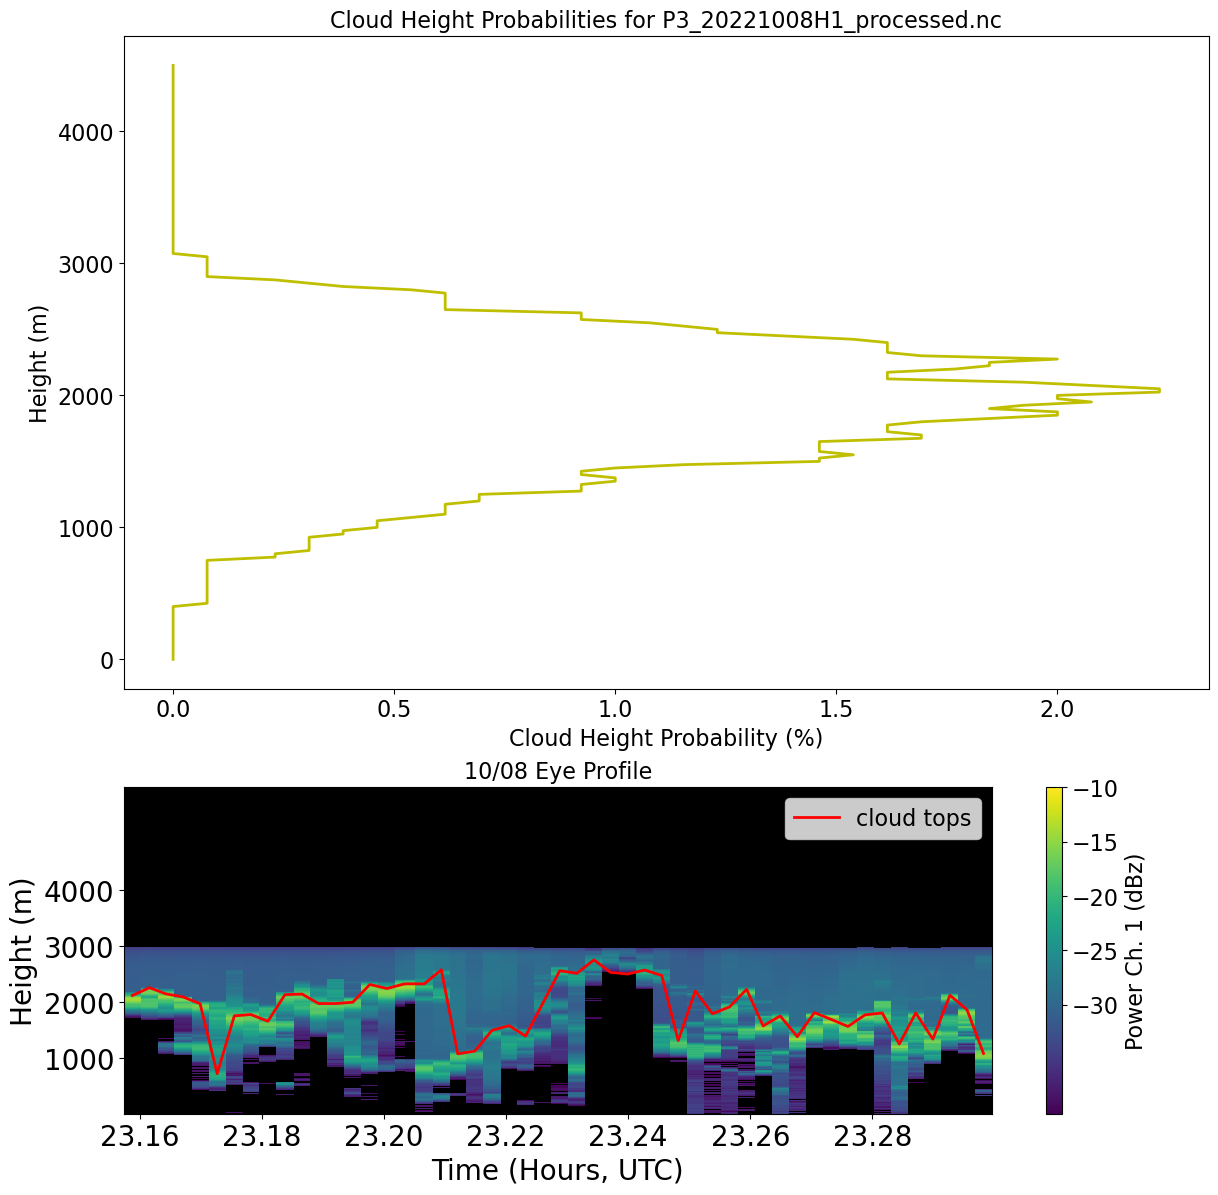 Cloud Height Probabilities for P3_20221008H1_processed.nc
Height (m)
4000
3000
2000
1000
0
0.0 0.5 1.0 1.5 2.0
Cloud Height Probability (%)
10/08 Eye Profile
cloud tops
Height (m)
4000
3000
2000
1000
23.16 23.18 23.20 23.22 23.24 23.26 23.28
Time (Hours, UTC)
−10
−15
−20
−25
−30
Power Ch. 1 (dBz)